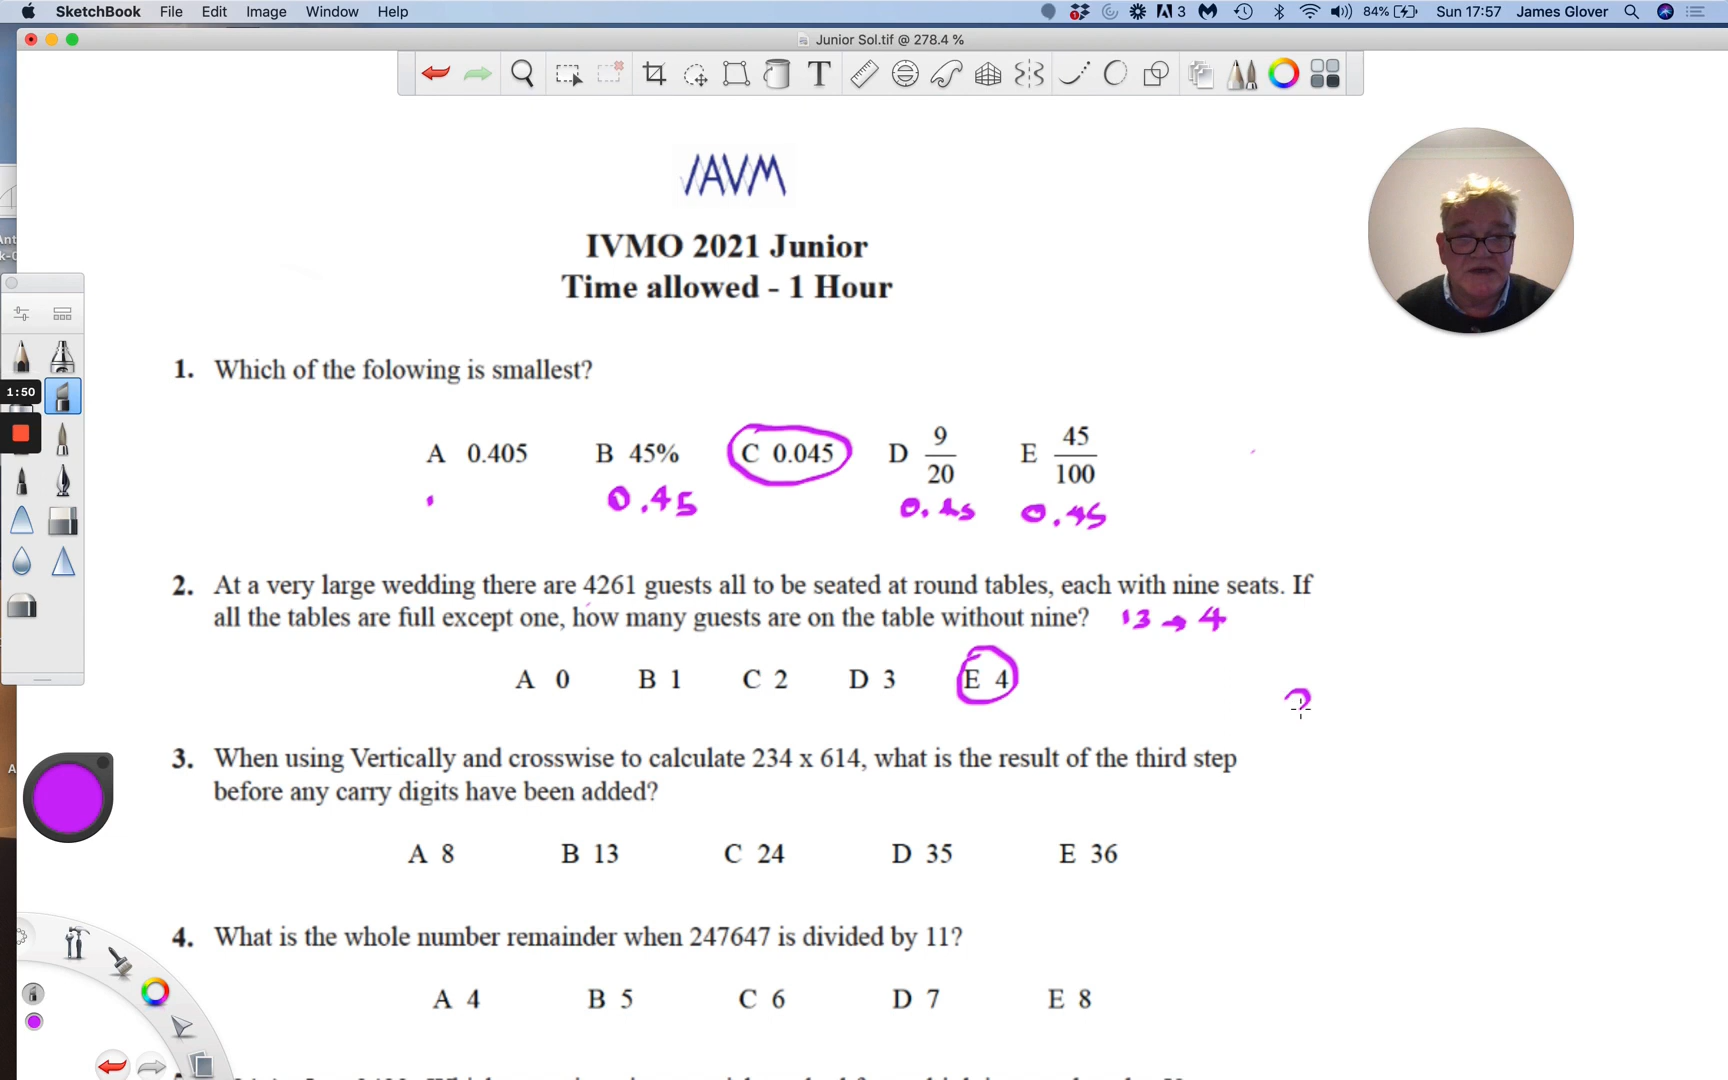 SketchBook File Edit Image Window Help
3 84% Sun 17:57 James Glover
Junior Sol.tif @ 278.4 %
T
IAVM
IVMO 2021 Junior
Time allowed - 1 Hour
1. Which of the folowing is smallest?
A 0.405 B 45% C 0.045 D 9/20 E 45/100
0.45 0.45 0.45
2. At a very large wedding there are 4261 guests all to be seated at round tables, each with nine seats. If
all the tables are full except one, how many guests are on the table without nine? 13 → 4
A 0 B 1 C 2 D 3 E 4
3. When using Vertically and crosswise to calculate 234 x 614, what is the result of the third step
before any carry digits have been added?
A 8 B 13 C 24 D 35 E 36
4. What is the whole number remainder when 247647 is divided by 11?
A 4 B 5 C 6 D 7 E 8
1:50